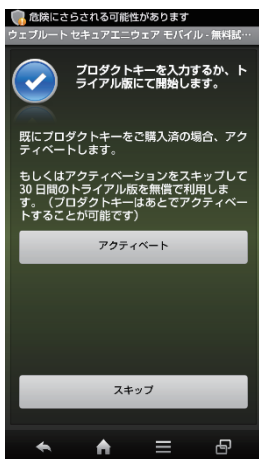 危険にさらされる可能性があります
ウェブルート セキュアエニウェア モバイル - 無料試…
プロダクトキーを入力するか、ト
ライアル版にて開始します。
既にプロダクトキーをご購入済の場合、アク
ティベートします。
もしくはアクティベーションをスキップして
30 日間のトライアル版を無償で利用しま
す。（プロダクトキーはあとでアクティベー
トすることが可能です）
アクティベート
スキップ